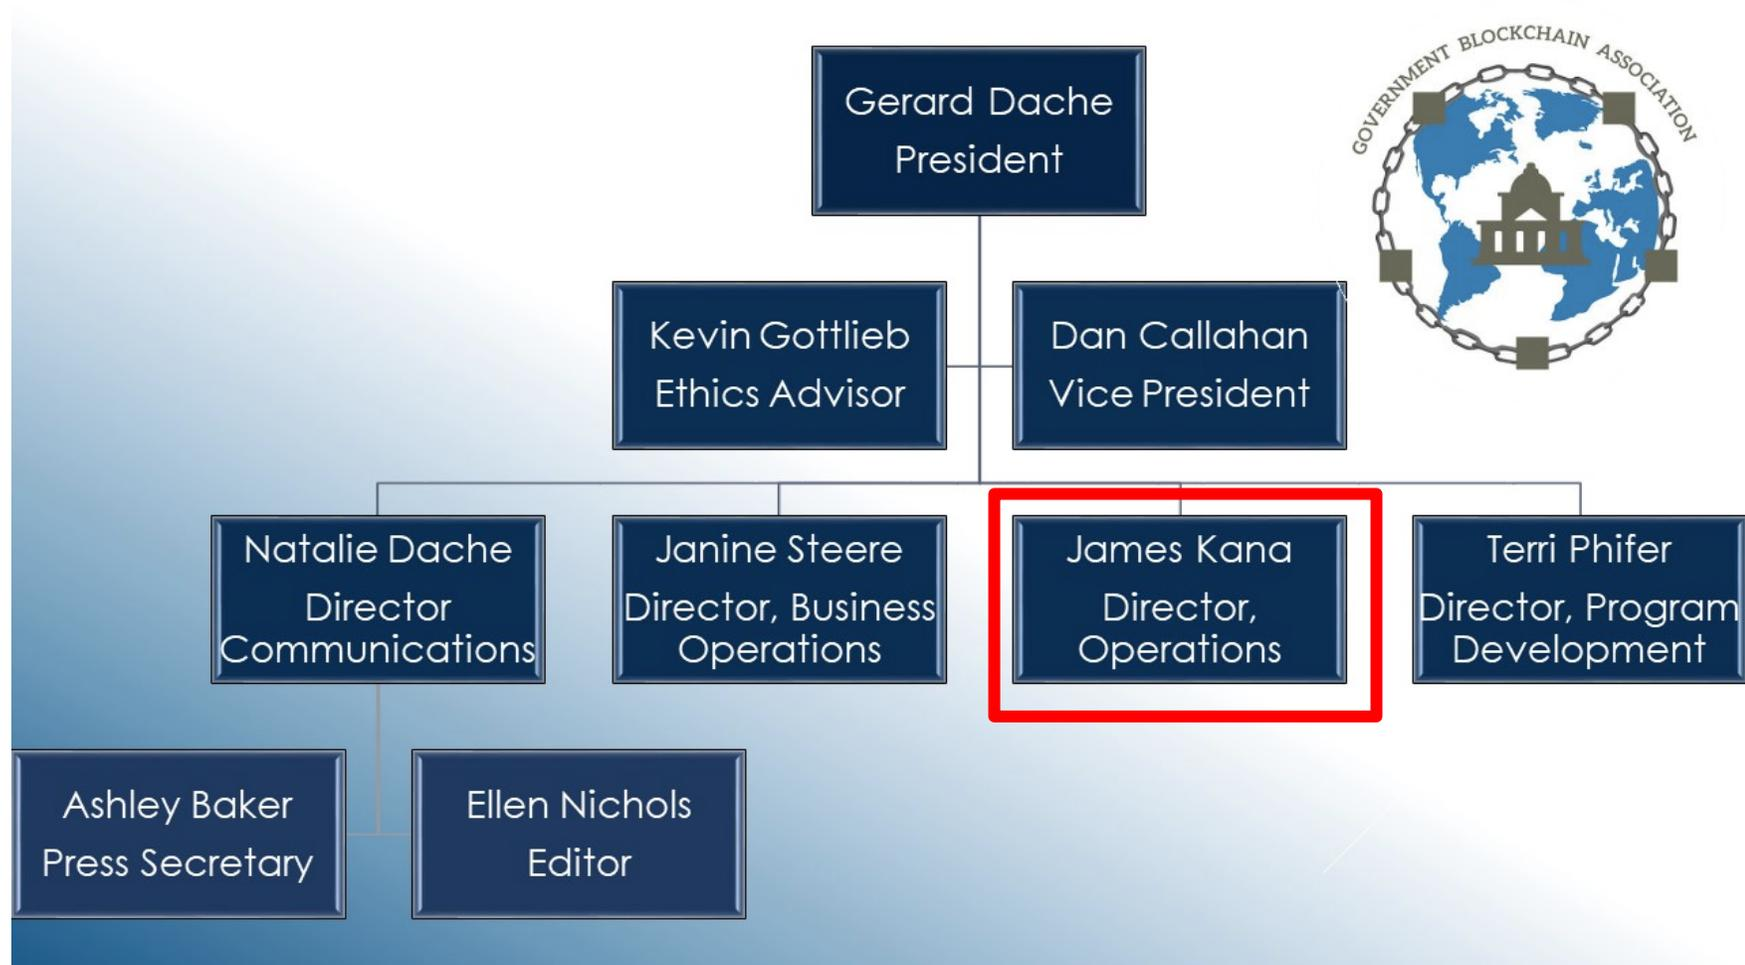 GOVERNMENT BLOCKCHAIN ASSOCIATION
Gerard Dache
President
Kevin Gottlieb
Ethics Advisor
Dan Callahan
Vice President
Natalie Dache
Director
Communications
Janine Steere
Director, Business
Operations
James Kana
Director,
Operations
Terri Phifer
Director, Program
Development
Ashley Baker
Press Secretary
Ellen Nichols
Editor